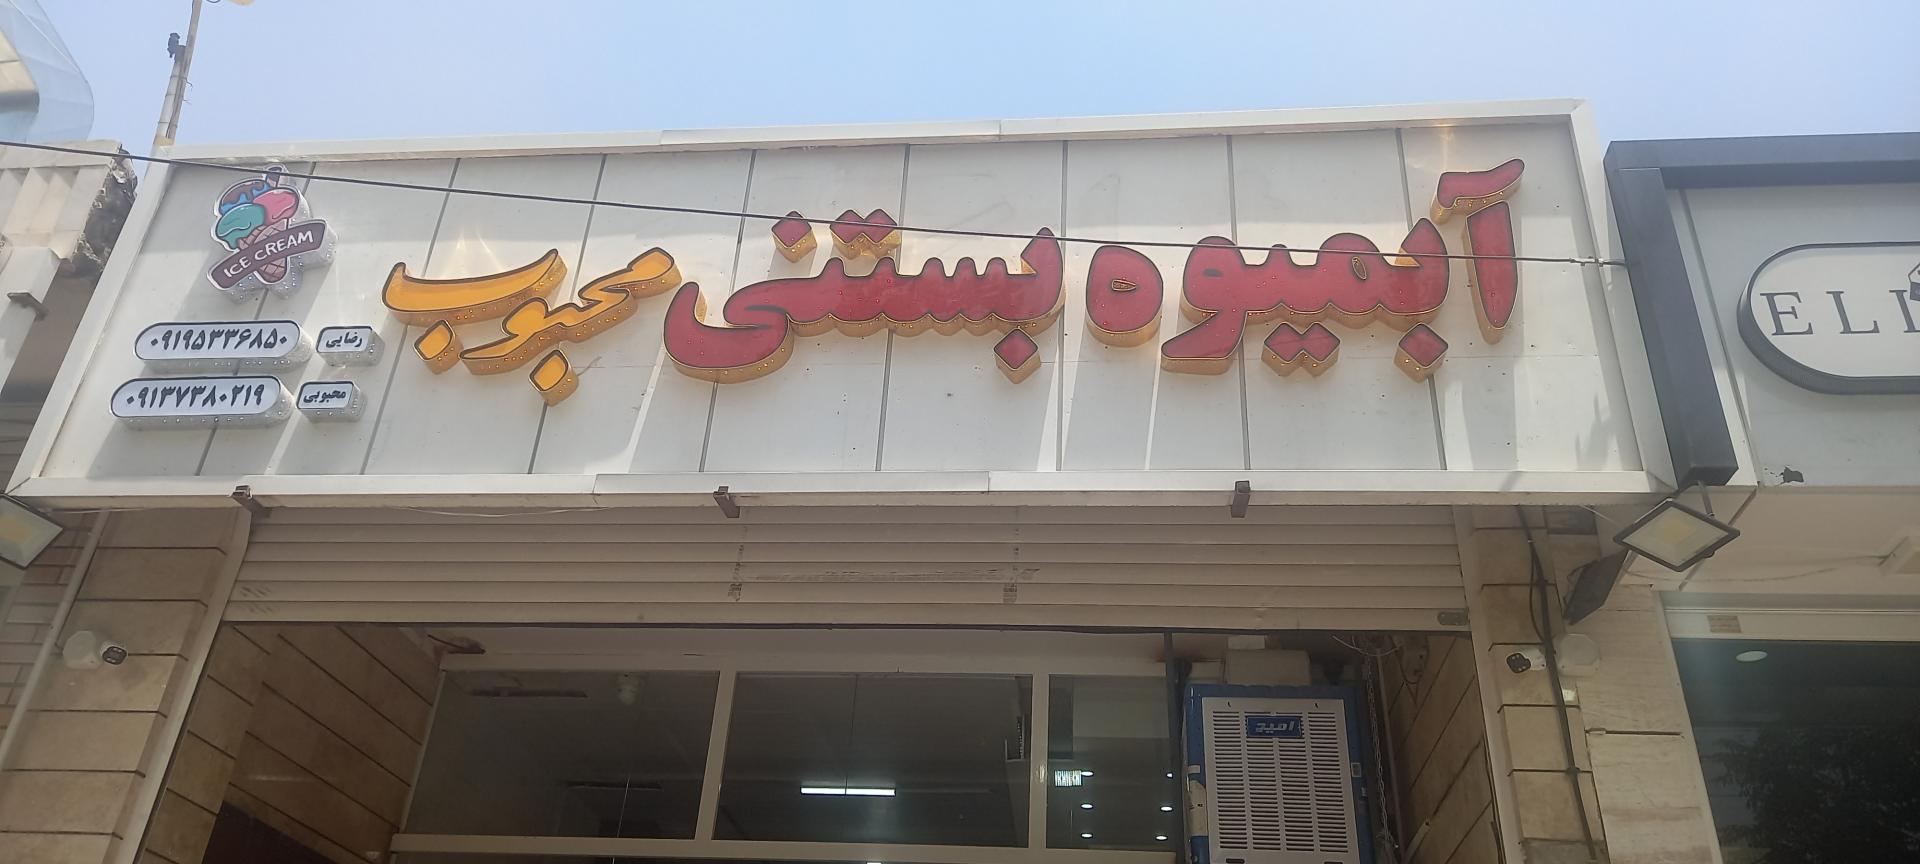 آبمیوه بستنی محبوب
ICE CREAM
رضایی ۰۹۱۹۵۳۳۶۸۵۰
محبوبی ۰۹۱۳۷۳۸۰۲۱۹
امید